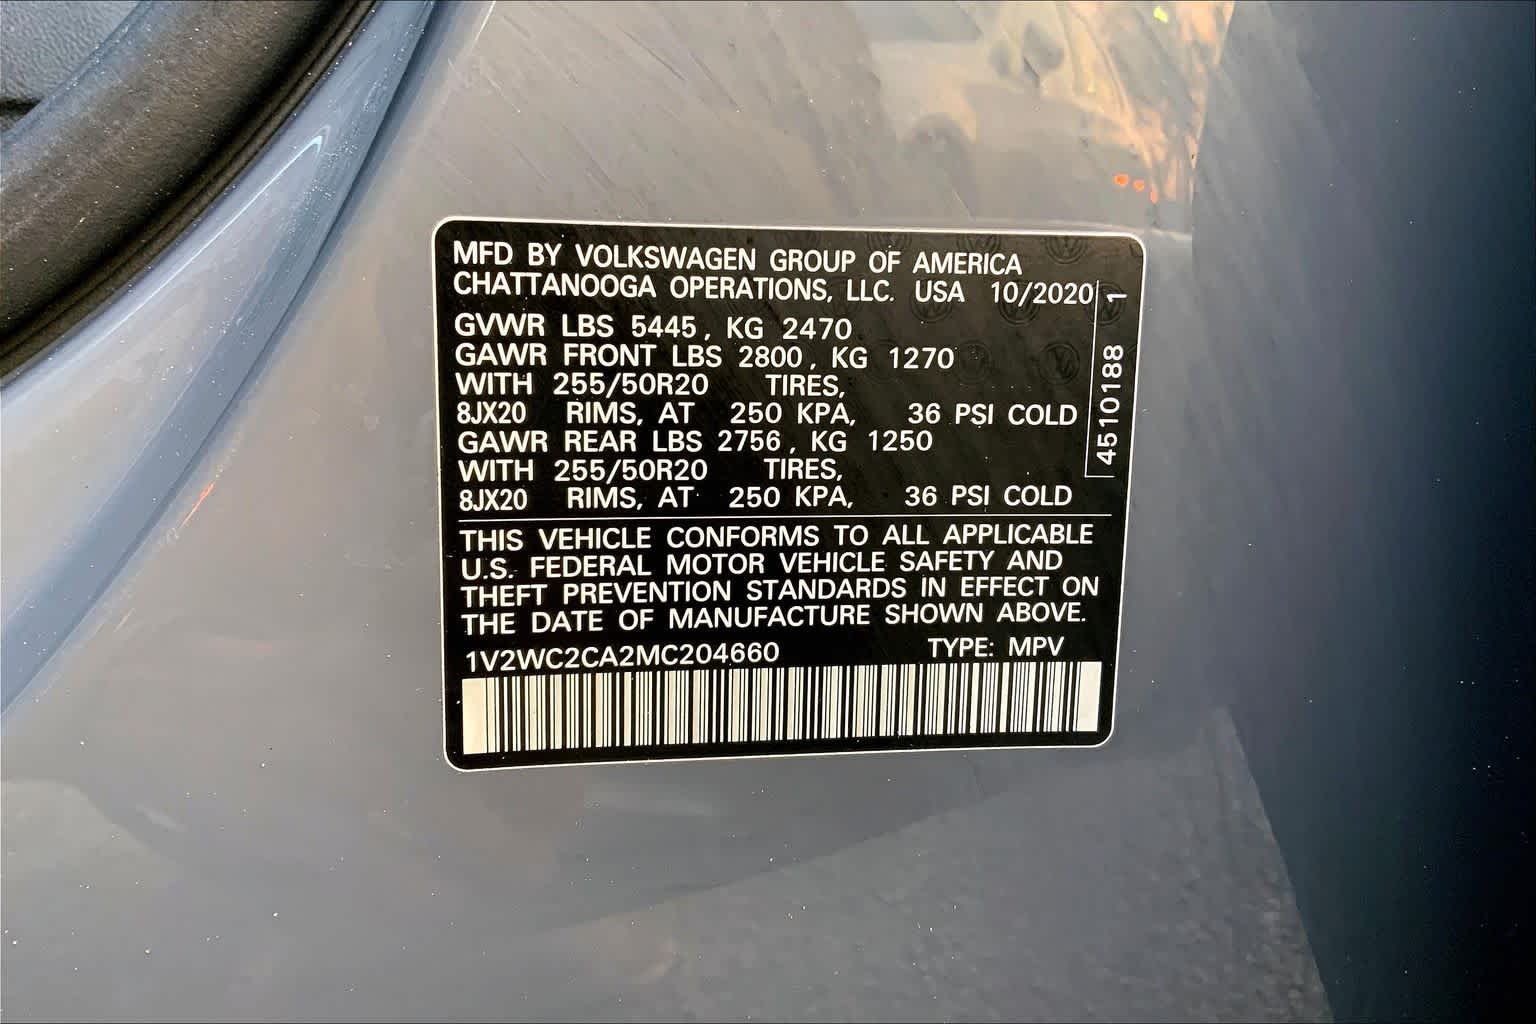 MFD BY VOLKSWAGEN GROUP OF AMERICA
CHATTANOOGA OPERATIONS, LLC. USA 10/2020
GVWR LBS 5445, KG 2470
GAWR FRONT LBS 2800, KG 1270
WITH 255/50R20 TIRES,
8JX20 RIMS, AT 250 KPA, 36 PSI COLD
GAWR REAR LBS 2756, KG 1250
WITH 255/50R20 TIRES,
8JX20 RIMS, AT 250 KPA, 36 PSI COLD
4510188 1
THIS VEHICLE CONFORMS TO ALL APPLICABLE
U.S. FEDERAL MOTOR VEHICLE SAFETY AND
THEFT PREVENTION STANDARDS IN EFFECT ON
THE DATE OF MANUFACTURE SHOWN ABOVE.
1V2WC2CA2MC204660 TYPE: MPV